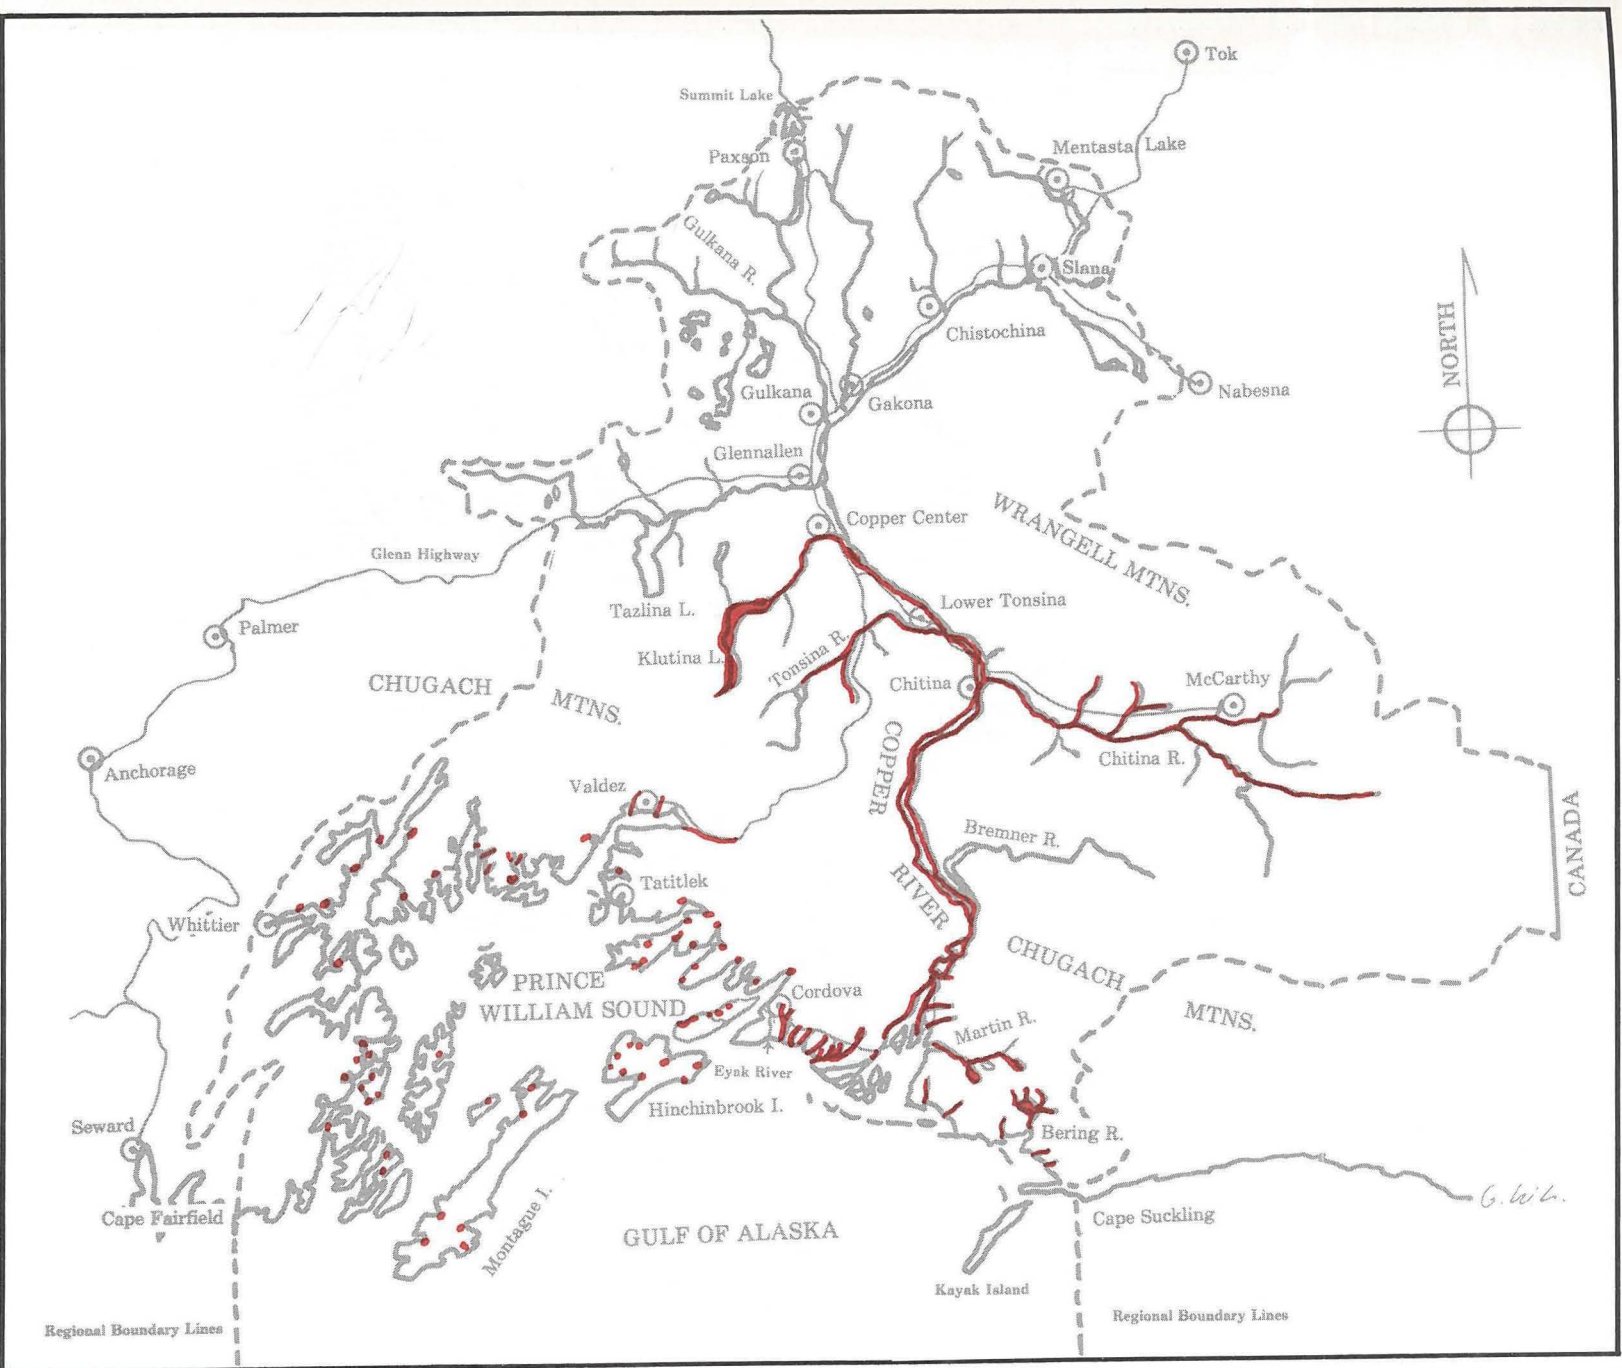 Tok
Summit Lake
Mentasta Lake
Paxson
Gulkana R.
Slana
Chistochina
NORTH
Gulkana
Gakona
Nabesna
Glennallen
Copper Center
WRANGELL MTNS.
Glenn Highway
Tazlina L.
Lower Tonsina
Palmer
Klutina L.
Tonsina R.
CHUGACH
MTNS.
Chitina
McCarthy
Anchorage
COPPER
RIVER
Chitina R.
Valdez
CANADA
Bremner R.
Tatitlek
Whittier
CHUGACH
MTNS.
PRINCE
WILLIAM SOUND
Cordova
Martin R.
Eyak River
Hinchinbrook I.
Seward
Bering R.
Cape Fairfield
Montague I.
GULF OF ALASKA
Cape Suckling
Kayak Island
Regional Boundary Lines
Regional Boundary Lines